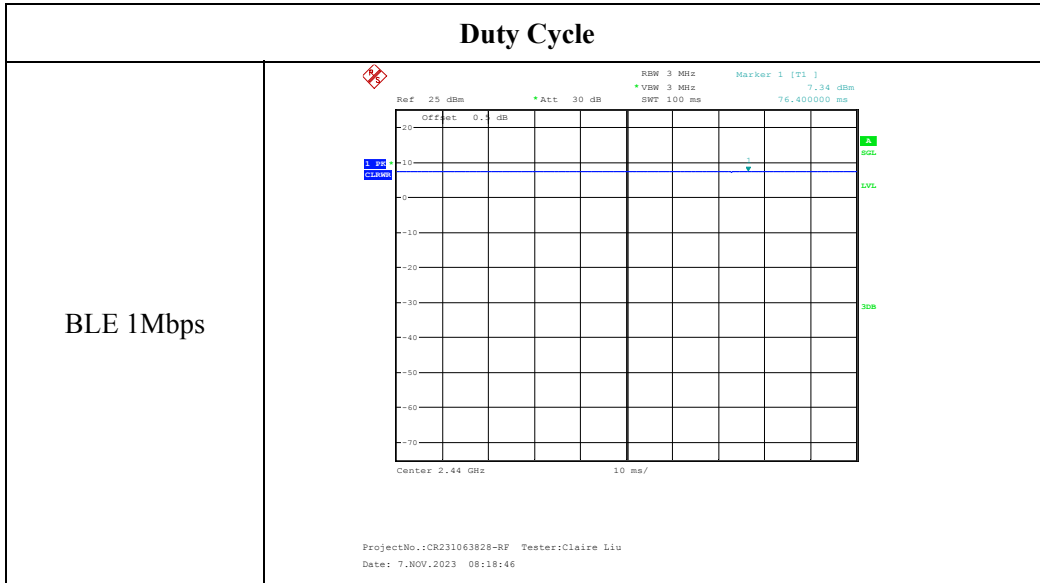 Duty Cycle
BLE 1Mbps
R S
RBW 3 MHz Marker 1 [T1 ]
*VBW 3 MHz 7.34 dBm
Ref 25 dBm *Att 30 dB SWT 100 ms 76.400000 ms
Offset 0.5 dB
20
A
SGL
1 PK *
10
1
CLRWR
LVL
0
-10
-20
-30
3DB
-40
-50
-60
-70
Center 2.44 GHz 10 ms/
ProjectNo.:CR231063828-RF Tester:Claire Liu
Date: 7.NOV.2023 08:18:46